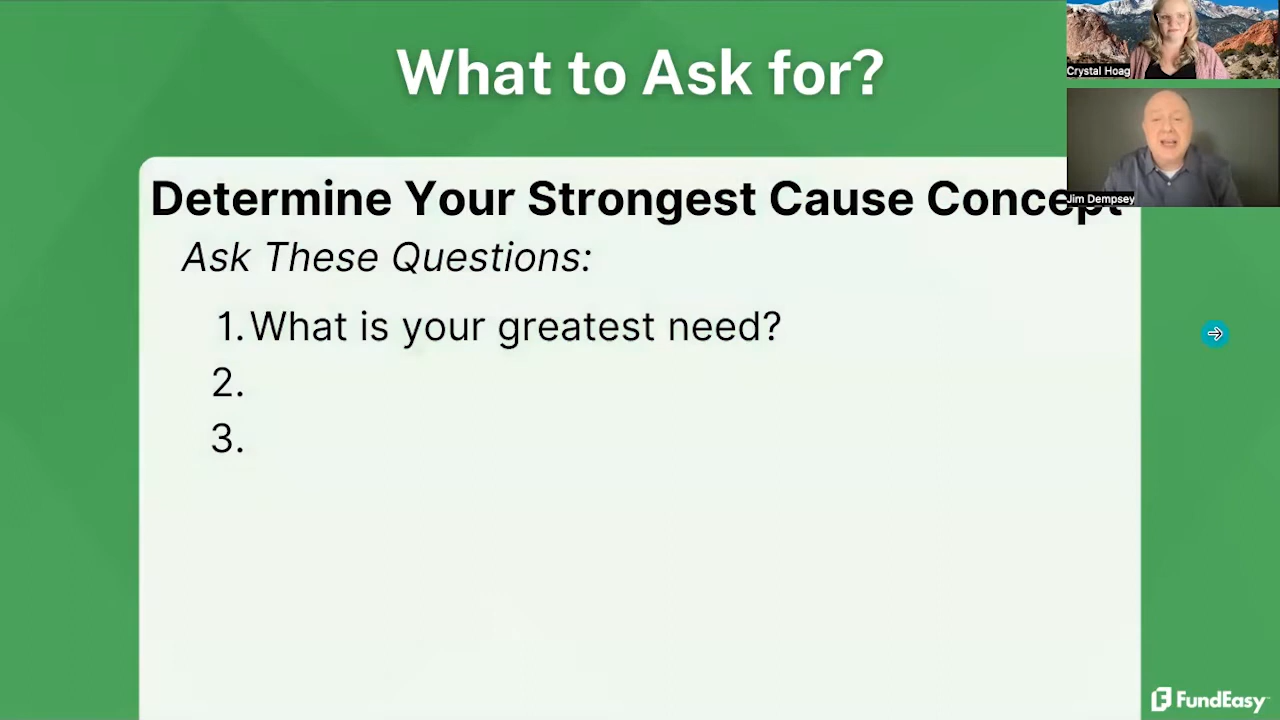 What to Ask for?
Crystal Hoag
Jim Dempsey
Determine Your Strongest Cause Concept
Ask These Questions:
1. What is your greatest need?
2.
3.
FundEasy